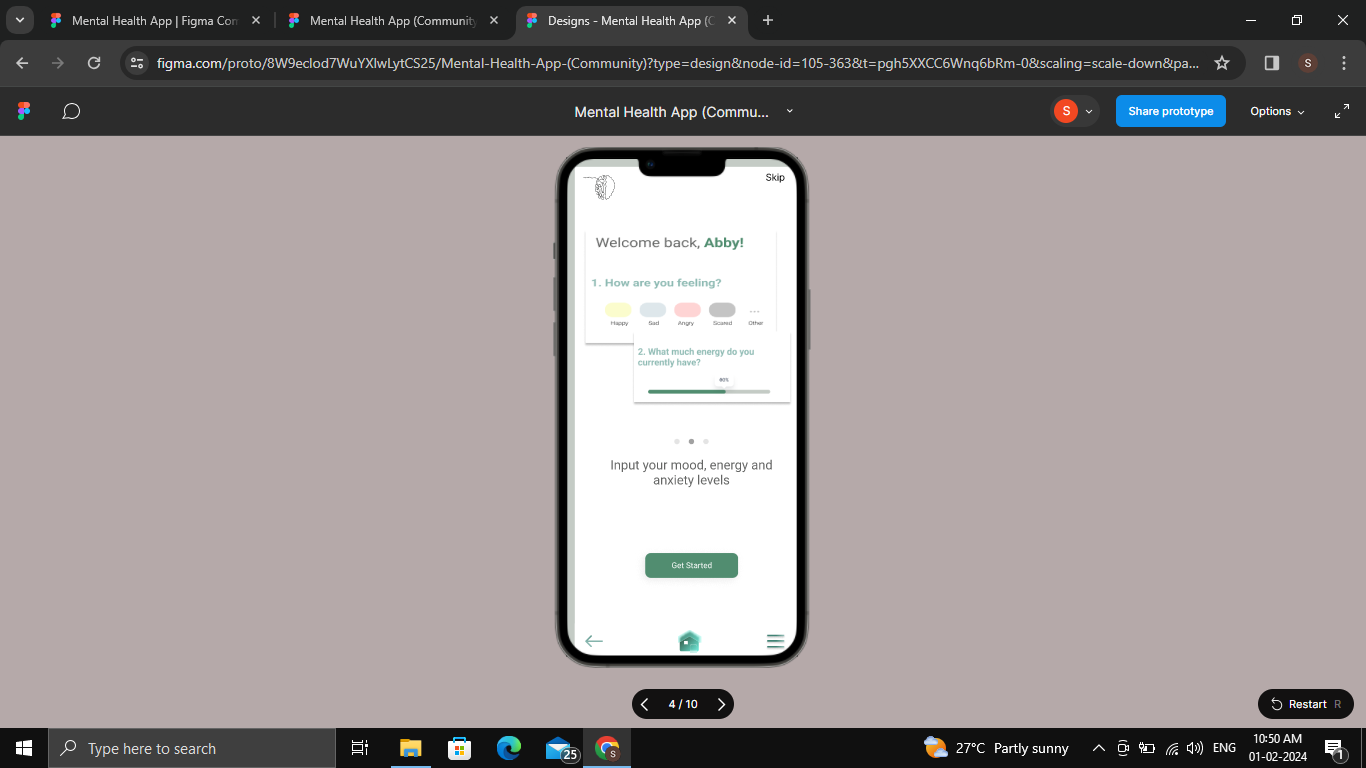 Mental Health App | Figma Con
Mental Health App (Community
Designs - Mental Health App (C
figma.com/proto/8W9eclod7WuYXlwLytCS25/Mental-Health-App-(Community)?type=design&node-id=105-363&t=pgh5XXCC6Wnq6bRm-0&scaling=scale-down&pa...
S
Mental Health App (Commu...
S
Share prototype
Options
Skip
Welcome back, Abby!
1. How are you feeling?
Happy
Sad
Angry
Scared
Other
2. What much energy do you
currently have?
80%
Input your mood, energy and
anxiety levels
Get Started
4 / 10
Restart R
Type here to search
25
S
27°C Partly sunny
ENG
10:50 AM
01-02-2024
1